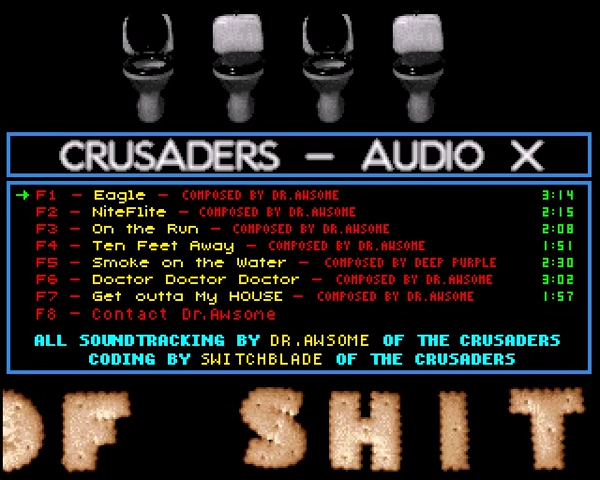 CRUSADERS — AUDIO X
F1 - Eagle - COMPOSED BY DR.AWSOME 3:14
F2 - NiteFlite - COMPOSED BY DR.AWSOME 2:15
F3 - On the Run - COMPOSED BY DR.AWSOME 2:08
F4 - Ten Feet Away - COMPOSED BY DR.AWSOME 1:51
F5 - Smoke on the Water - COMPOSED BY DEEP PURPLE 2:30
F6 - Doctor Doctor Doctor - COMPOSED BY DR.AWSOME 3:02
F7 - Get outta My HOUSE - COMPOSED BY DR.AWSOME 1:57
F8 - Contact Dr.Awsome
ALL SOUNDTRACKING BY DR.AWSOME OF THE CRUSADERS
CODING BY SWITCHBLADE OF THE CRUSADERS
OF SHIT